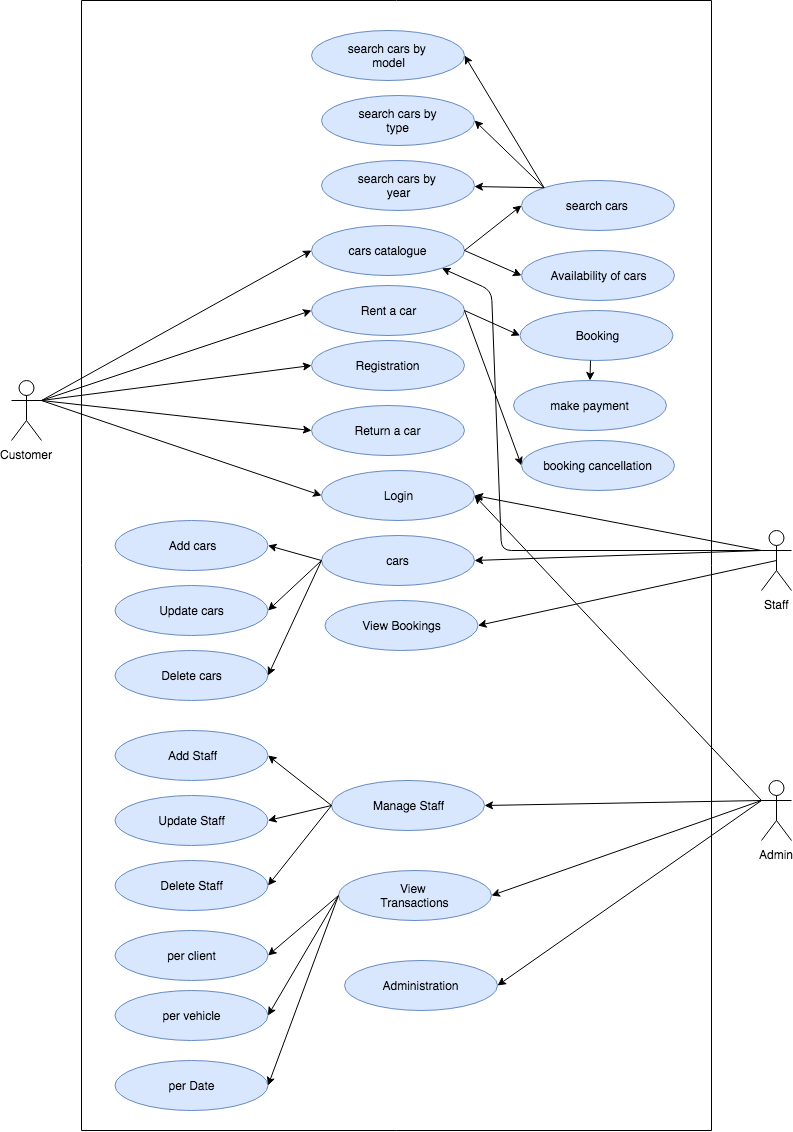 search cars by
model
search cars by
type
search cars by
year
search cars
cars catalogue
Availability of cars
Rent a car
Booking
Registration
make payment
Return a car
Customer
booking cancellation
Login
Add cars
cars
Staff
Update cars
View Bookings
Delete cars
Add Staff
Manage Staff
Update Staff
Admin
Delete Staff
View
Transactions
per client
Administration
per vehicle
per Date